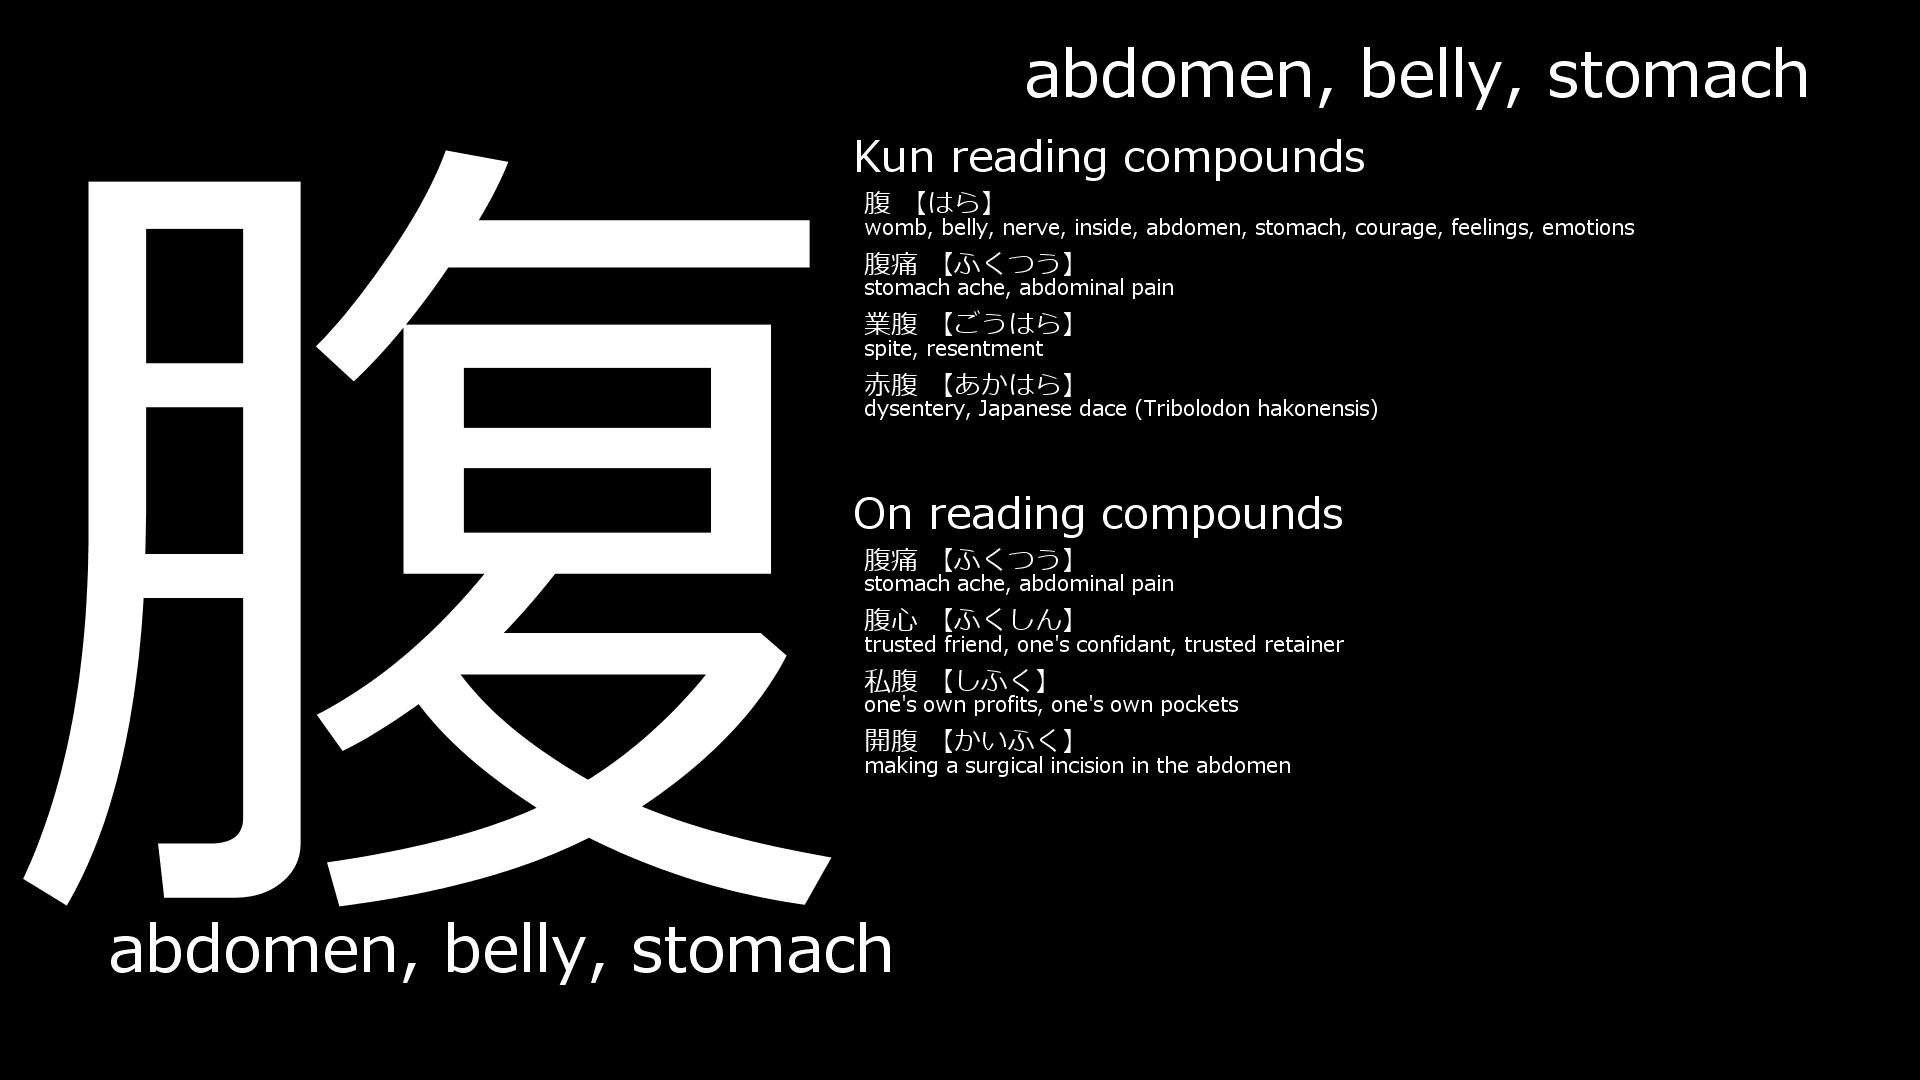 腹
abdomen, belly, stomach
abdomen, belly, stomach
Kun reading compounds
腹 【はら】
womb, belly, nerve, inside, abdomen, stomach, courage, feelings, emotions
腹痛 【ふくつう】
stomach ache, abdominal pain
業腹 【ごうはら】
spite, resentment
赤腹 【あかはら】
dysentery, Japanese dace (Tribolodon hakonensis)
On reading compounds
腹痛 【ふくつう】
stomach ache, abdominal pain
腹心 【ふくしん】
trusted friend, one's confidant, trusted retainer
私腹 【しふく】
one's own profits, one's own pockets
開腹 【かいふく】
making a surgical incision in the abdomen